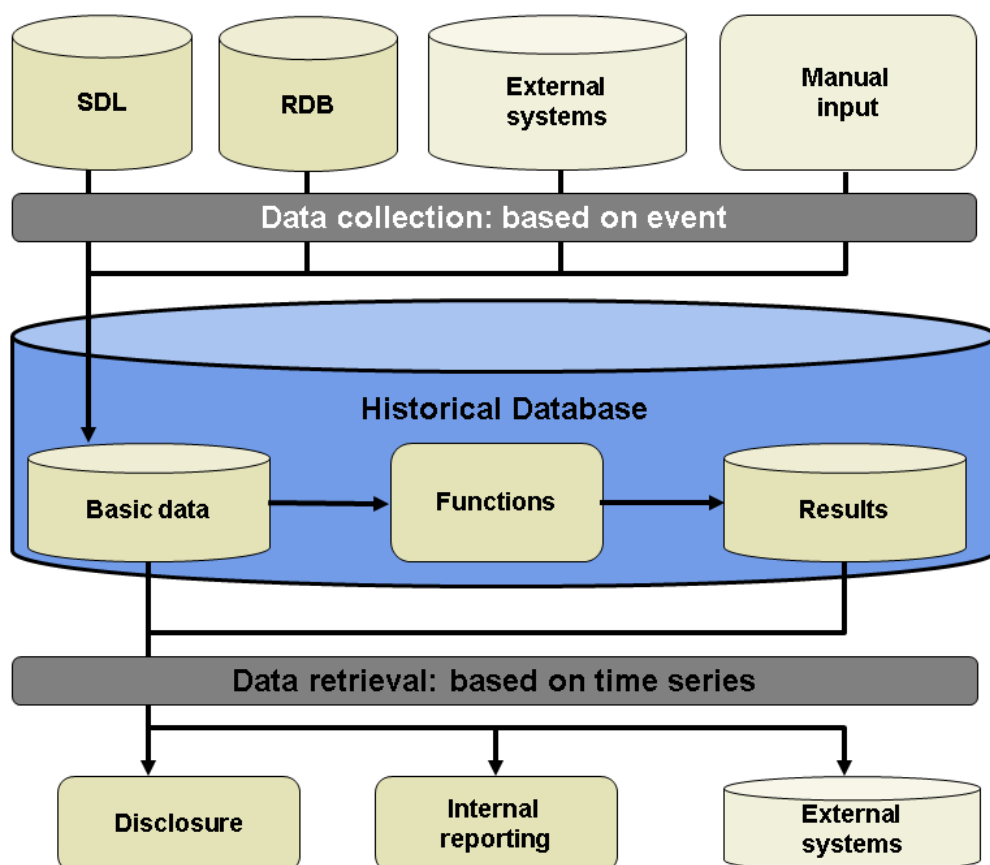 SDL
RDB
External
systems
Manual
input
Data collection: based on event
Historical Database
Basic data
Functions
Results
Data retrieval: based on time series
Disclosure
Internal
reporting
External
systems